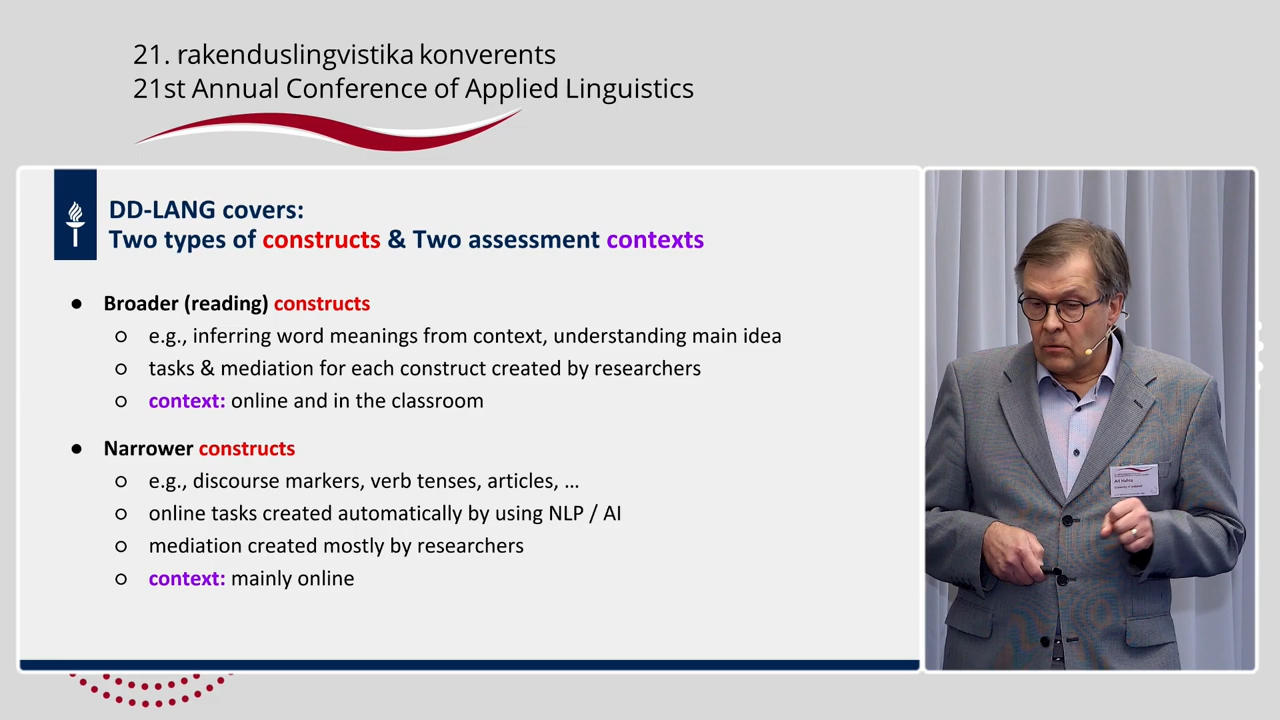 21. rakenduslingvistika konverents
21st Annual Conference of Applied Linguistics
DD-LANG covers:
Two types of constructs & Two assessment contexts
● Broader (reading) constructs
○ e.g., inferring word meanings from context, understanding main idea
○ tasks & mediation for each construct created by researchers
○ context: online and in the classroom
● Narrower constructs
○ e.g., discourse markers, verb tenses, articles, …
○ online tasks created automatically by using NLP / AI
○ mediation created mostly by researchers
○ context: mainly online
Ari Huhta